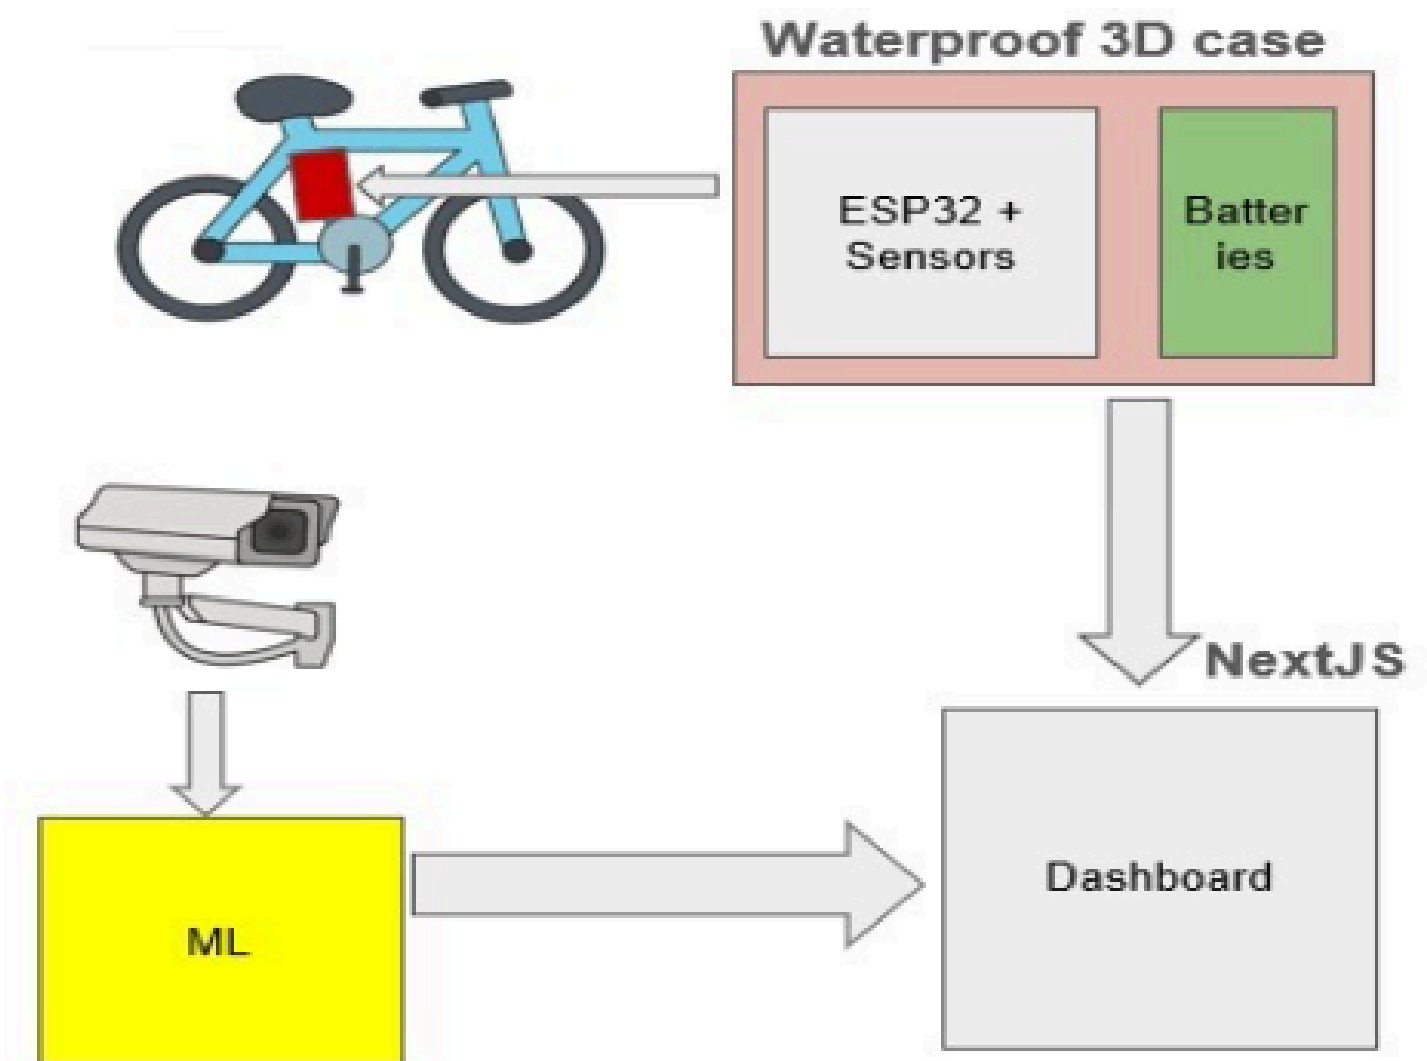 Waterproof 3D case
ESP32 +
Sensors
Batter
ies
NextJS
Dashboard
ML